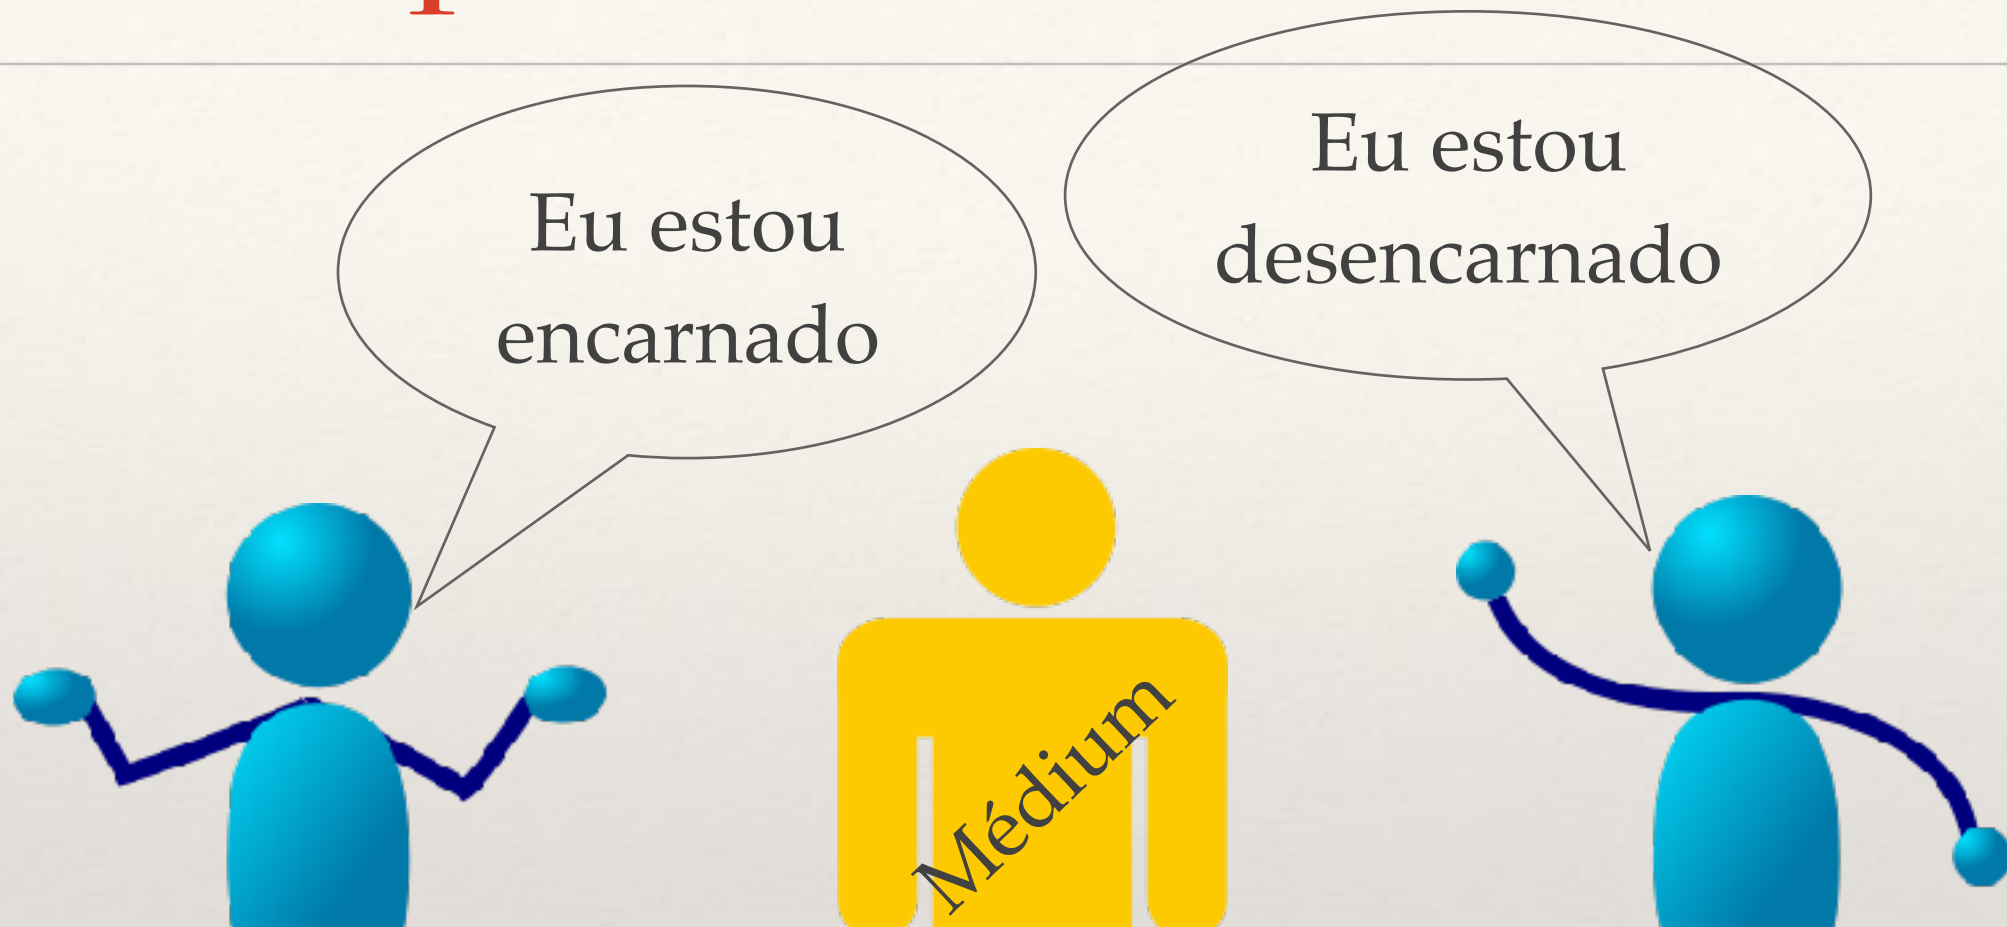 Eu estou
encarnado
Eu estou
desencarnado
Médium